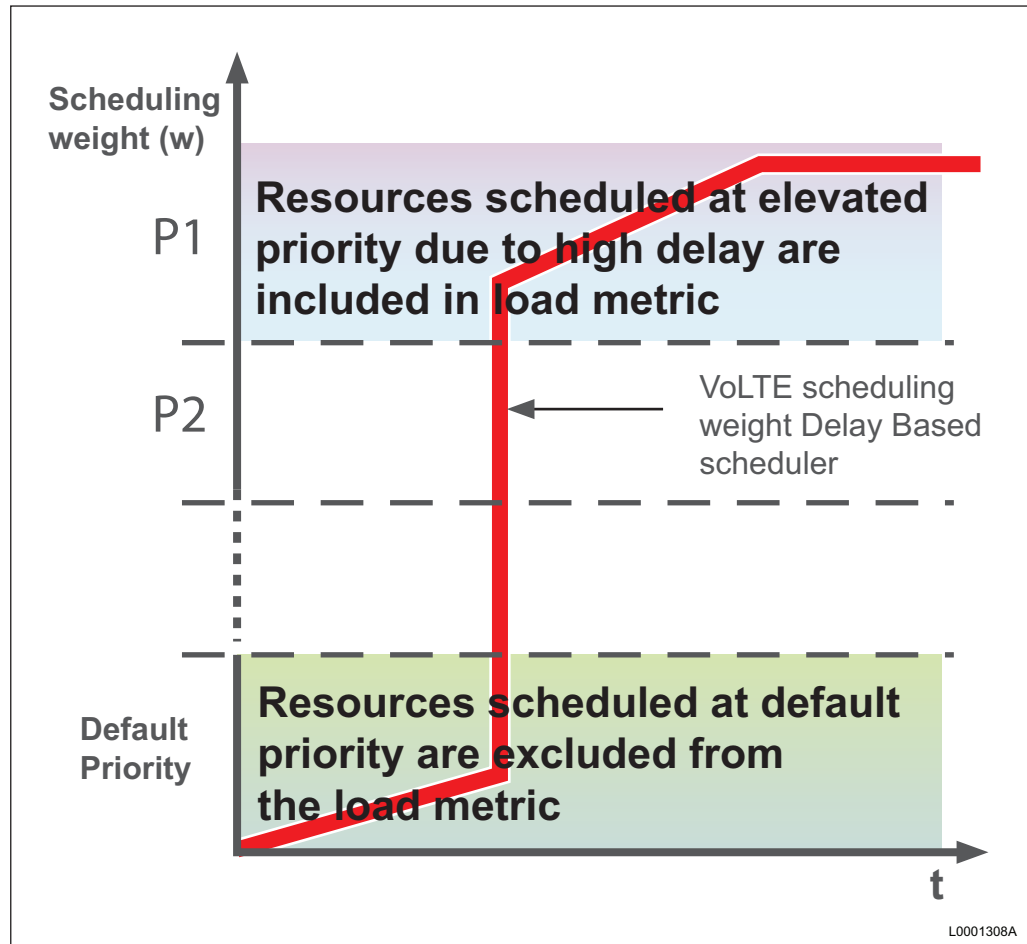 Scheduling
weight (w)
P1
Resources scheduled at elevated
priority due to high delay are
included in load metric
P2
VoLTE scheduling
weight Delay Based
scheduler
Default
Priority
Resources scheduled at default
priority are excluded from
the load metric
t
L0001308A